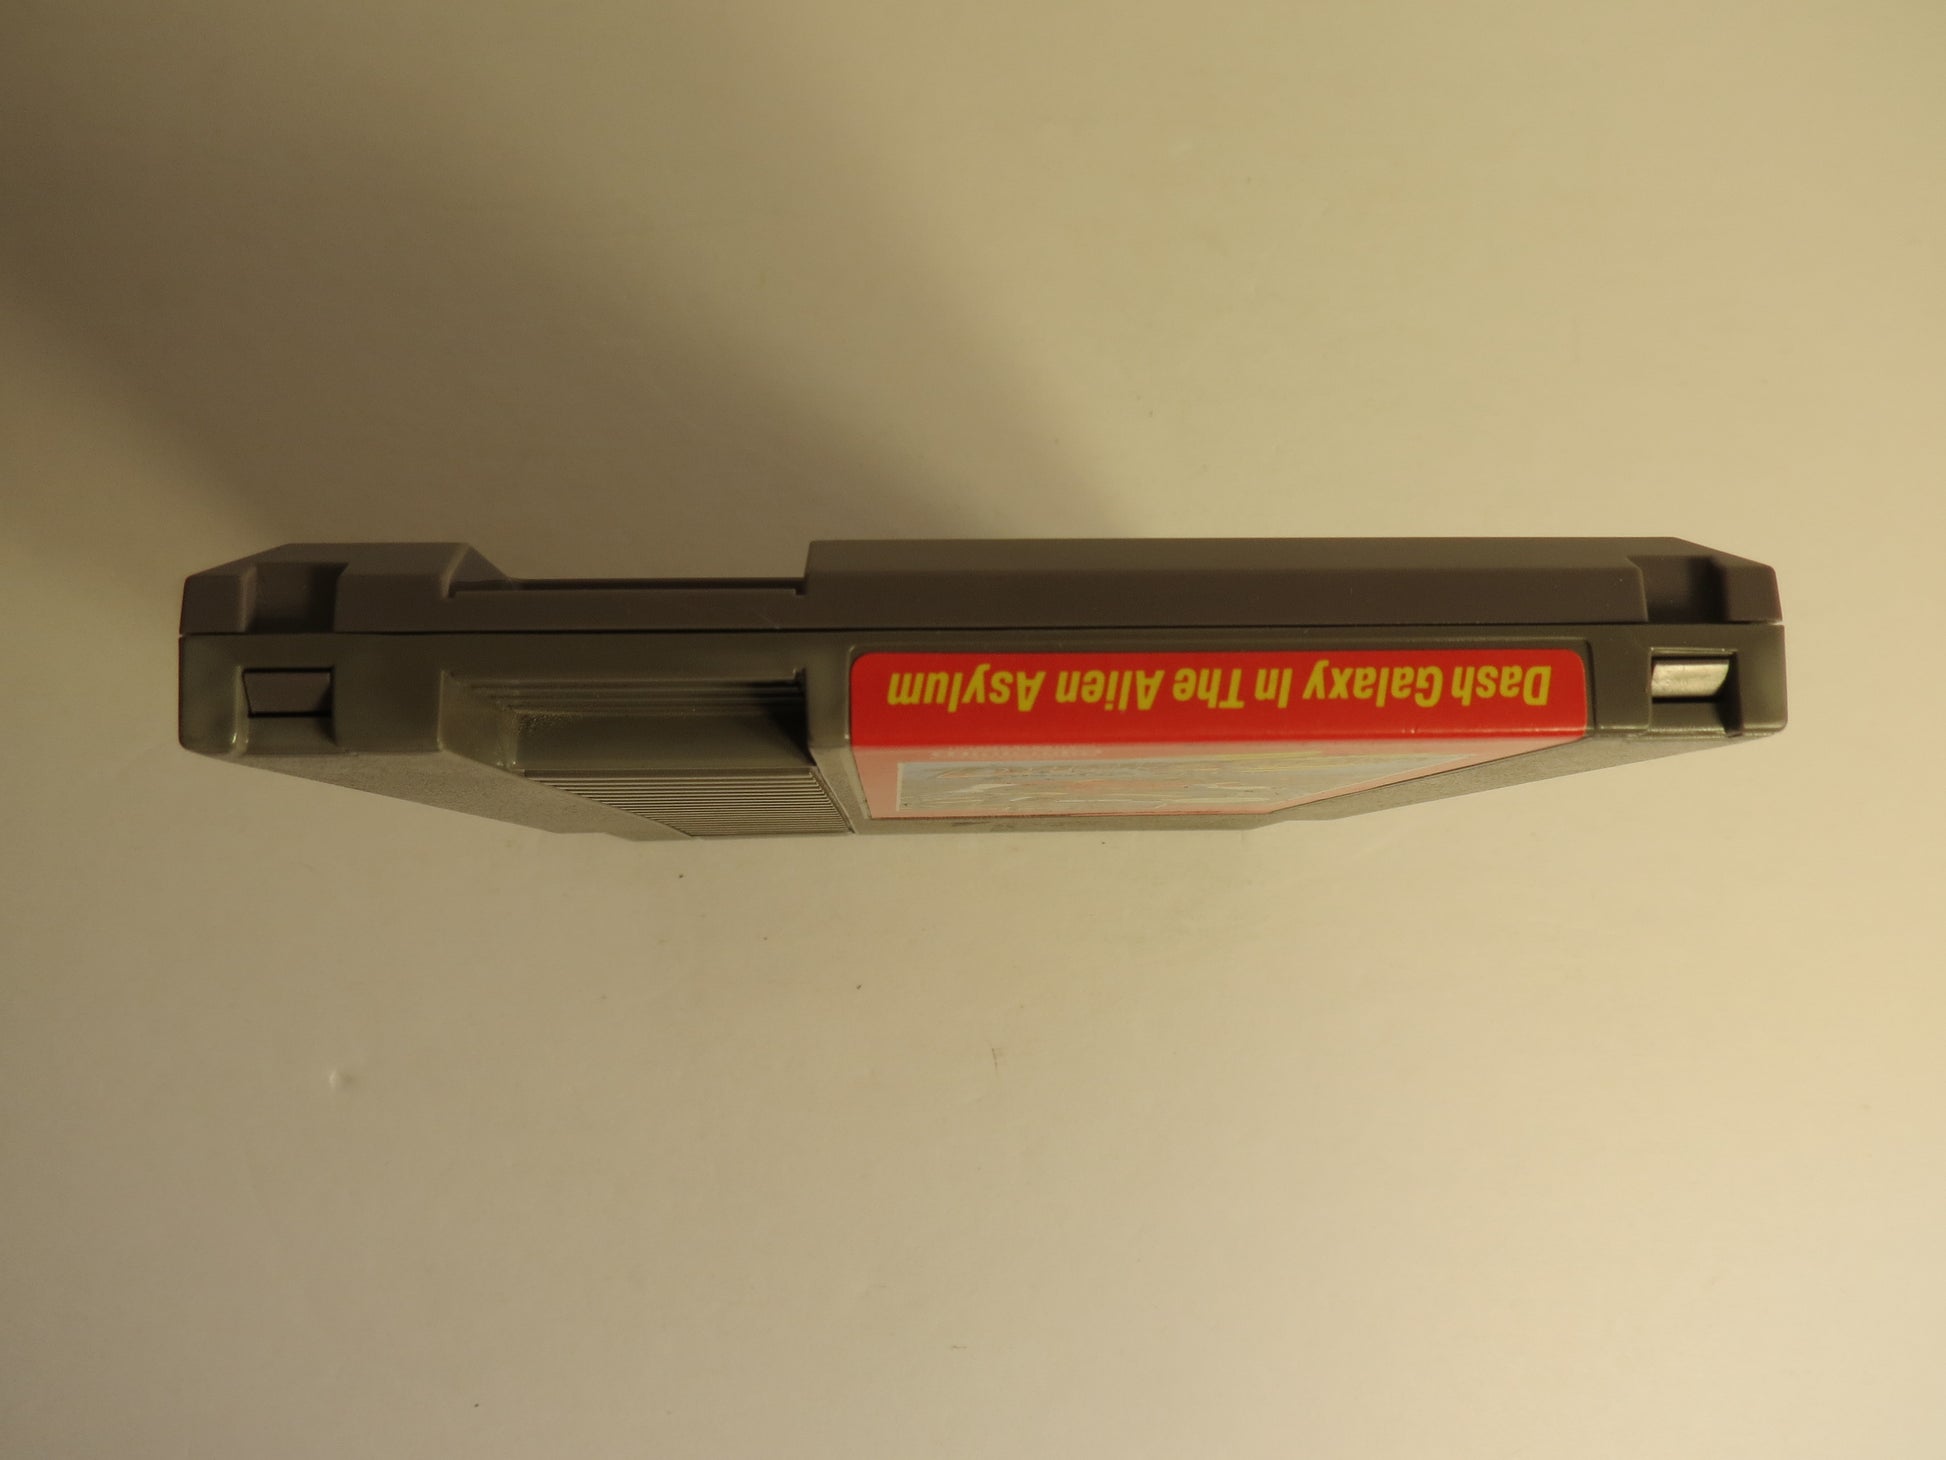 Dash Galaxy In The Alien Asylum